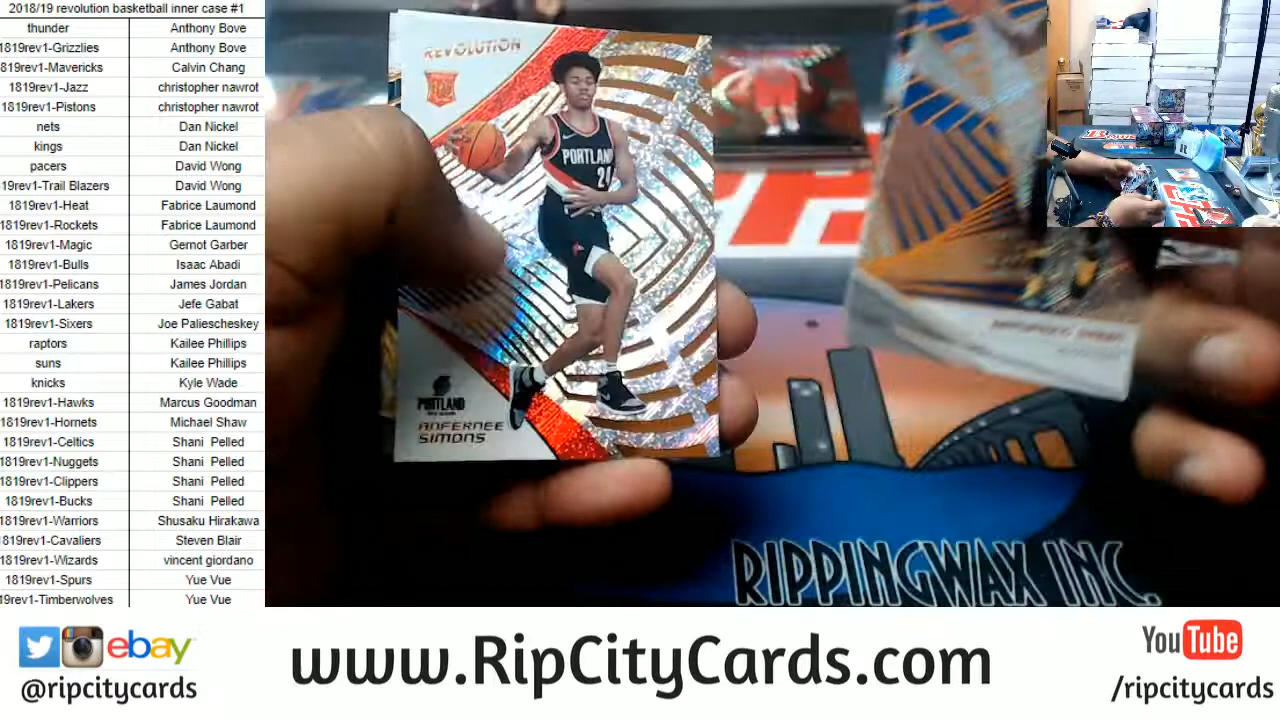 2018/19 revolution basketball inner case #1
thunder Anthony Bove
1819rev1-Grizzlies Anthony Bove
819rev1-Mavericks Calvin Chang
1819rev1-Jazz christopher nawrot
1819rev1-Pistons christopher nawrot
nets Dan Nickel
kings Dan Nickel
pacers David Wong
19rev1-Trail Blazers David Wong
1819rev1-Heat Fabrice Laumond
1819rev1-Rockets Fabrice Laumond
1819rev1-Magic Gernot Garber
1819rev1-Bulls Isaac Abadi
1819rev1-Pelicans James Jordan
1819rev1-Lakers Jefe Gabat
1819rev1-Sixers Joe Paliescheskey
raptors Kailee Phillips
suns Kailee Phillips
knicks Kyle Wade
1819rev1-Hawks Marcus Goodman
1819rev1-Hornets Michael Shaw
1819rev1-Celtics Shani Pelled
1819rev1-Nuggets Shani Pelled
1819rev1-Clippers Shani Pelled
1819rev1-Bucks Shani Pelled
1819rev1-Warriors Shusaku Hirakawa
819rev1-Cavaliers Steven Blair
1819rev1-Wizards vincent giordano
1819rev1-Spurs Yue Vue
19rev1-Timberwolves Yue Vue
REVOLUTION
PORTLAND
24
PORTLAND
ANFERNEE
SIMONS
RIPPINGWAX INC.
ebay
@ripcitycards
www.RipCityCards.com
YouTube
/ripcitycards